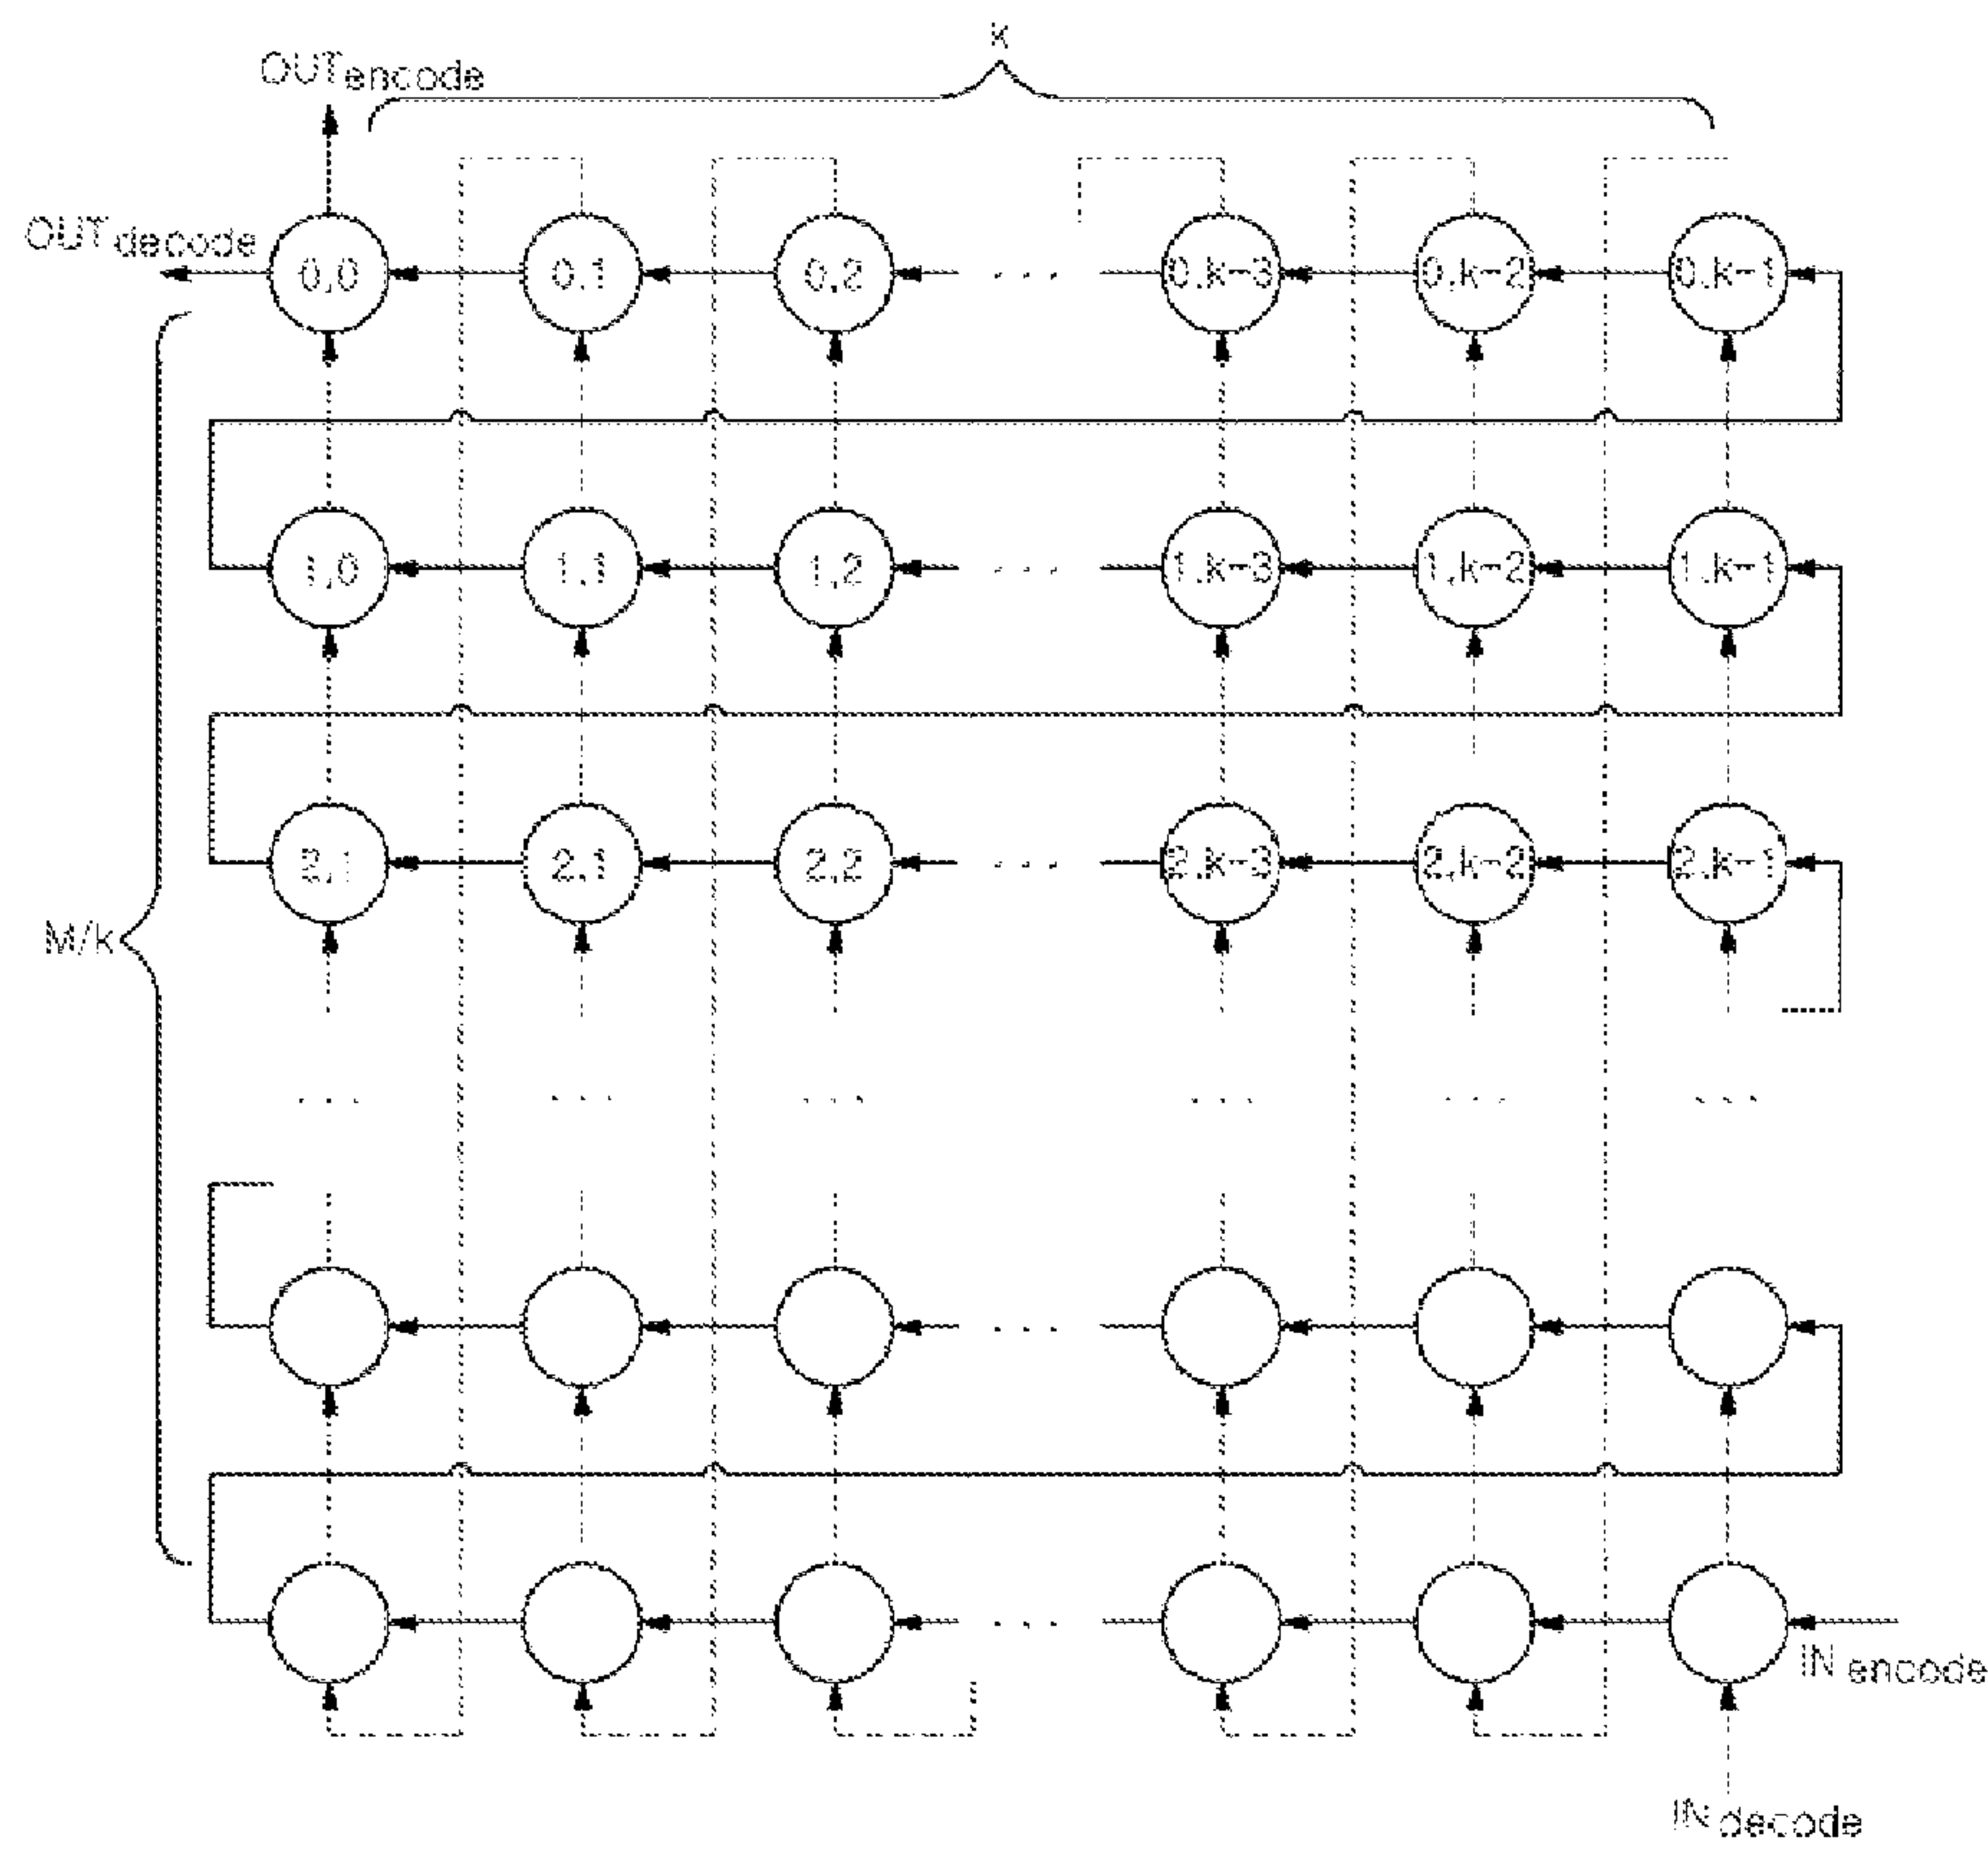 k
OUTencode
OUTdecode
0,0 0,1 0,2 ... 0,k-3 0,k-2 0,k-1
1,0 1,1 1,2 ... 1,k-3 1,k-2 1,k-1
2,1 2,1 2,2 ... 2,k-3 2,k-2 2,k-1
M/k
... ... ... ... ... ...
...
...
INencode
INdecode